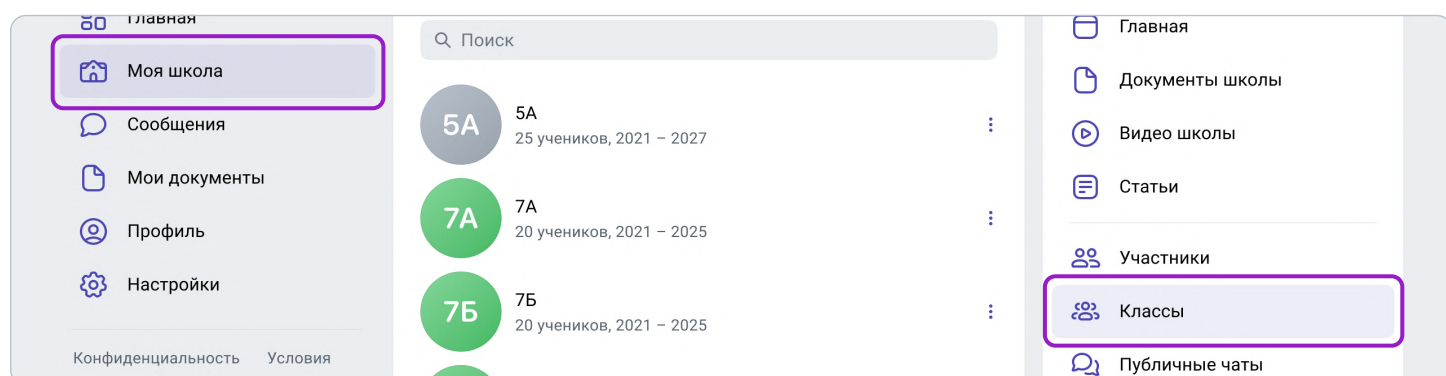 Главная
Моя школа
Сообщения
Мои документы
Профиль
Настройки
Конфиденциальность Условия
Поиск
5А
5А
25 учеников, 2021 – 2027
7А
7А
20 учеников, 2021 – 2025
7Б
7Б
20 учеников, 2021 – 2025
Главная
Документы школы
Видео школы
Статьи
Участники
Классы
Публичные чаты